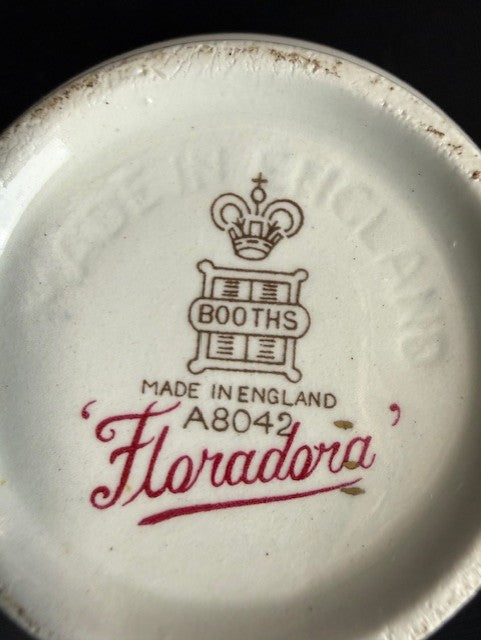 MADE IN ENGLAND
BOOTHS
MADE IN ENGLAND
A8042
'Floradora'